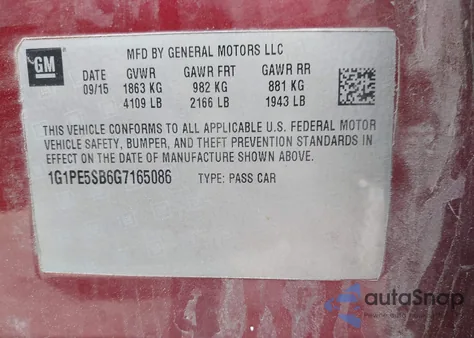 GM
MFD BY GENERAL MOTORS LLC
DATE GVWR GAWR FRT GAWR RR
09/15 1863 KG 982 KG 881 KG
4109 LB 2166 LB 1943 LB
THIS VEHICLE CONFORMS TO ALL APPLICABLE U.S. FEDERAL MOTOR
VEHICLE SAFETY, BUMPER, AND THEFT PREVENTION STANDARDS IN
EFFECT ON THE DATE OF MANUFACTURE SHOWN ABOVE.
1G1PE5SB6G7165086 TYPE: PASS CAR
autoSnap